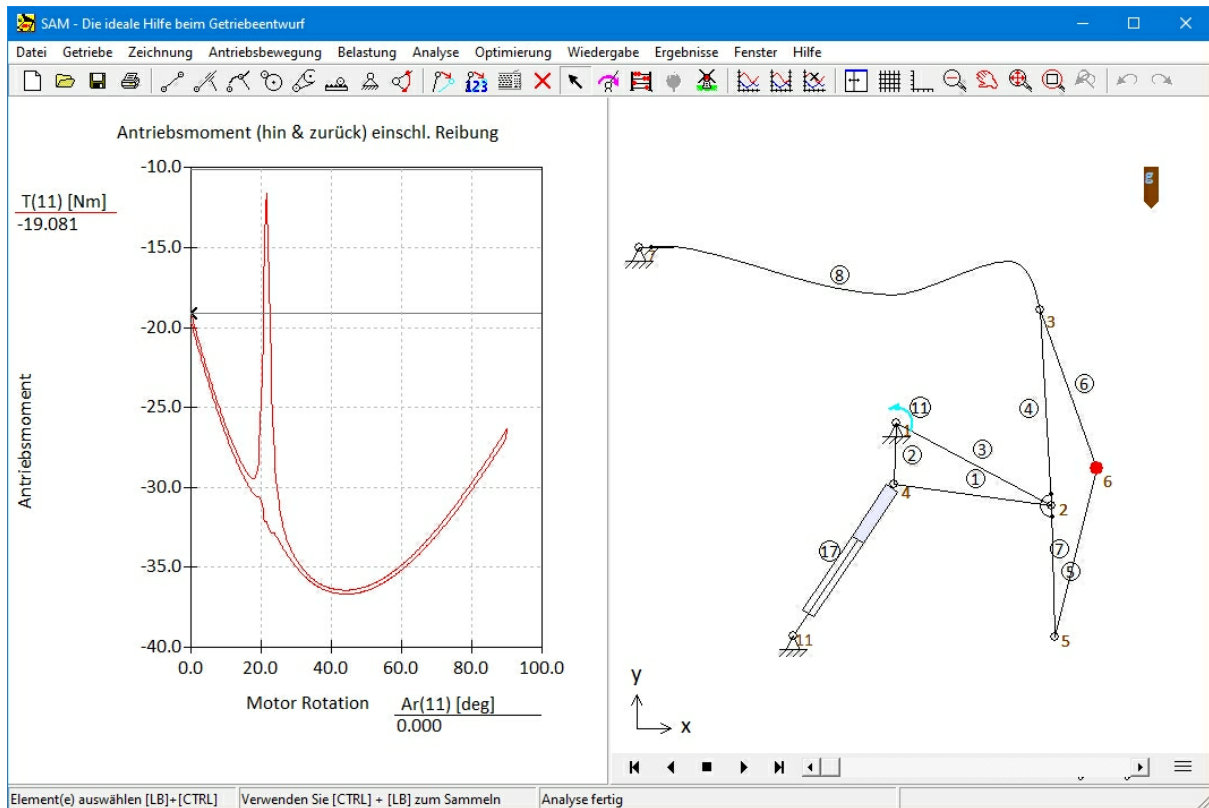 SAM - Die ideale Hilfe beim Getriebeentwurf
Datei Getriebe Zeichnung Antriebsbewegung Belastung Analyse Optimierung Wiedergabe Ergebnisse Fenster Hilfe
123
Antriebsmoment (hin & zurück) einschl. Reibung
T(11) [Nm]
-19.081
-10.0
-15.0
-20.0
-25.0
-30.0
-35.0
-40.0
Antriebsmoment
0.0 20.0 40.0 60.0 80.0 100.0
Motor Rotation
Ar(11) [deg]
0.000
g
7
8
3
6
4
11
1
3
2
1
4
2
6
17
7
5
11
5
y
x
Element(e) auswählen [LB]+[CTRL]
Verwenden Sie [CTRL] + [LB] zum Sammeln
Analyse fertig